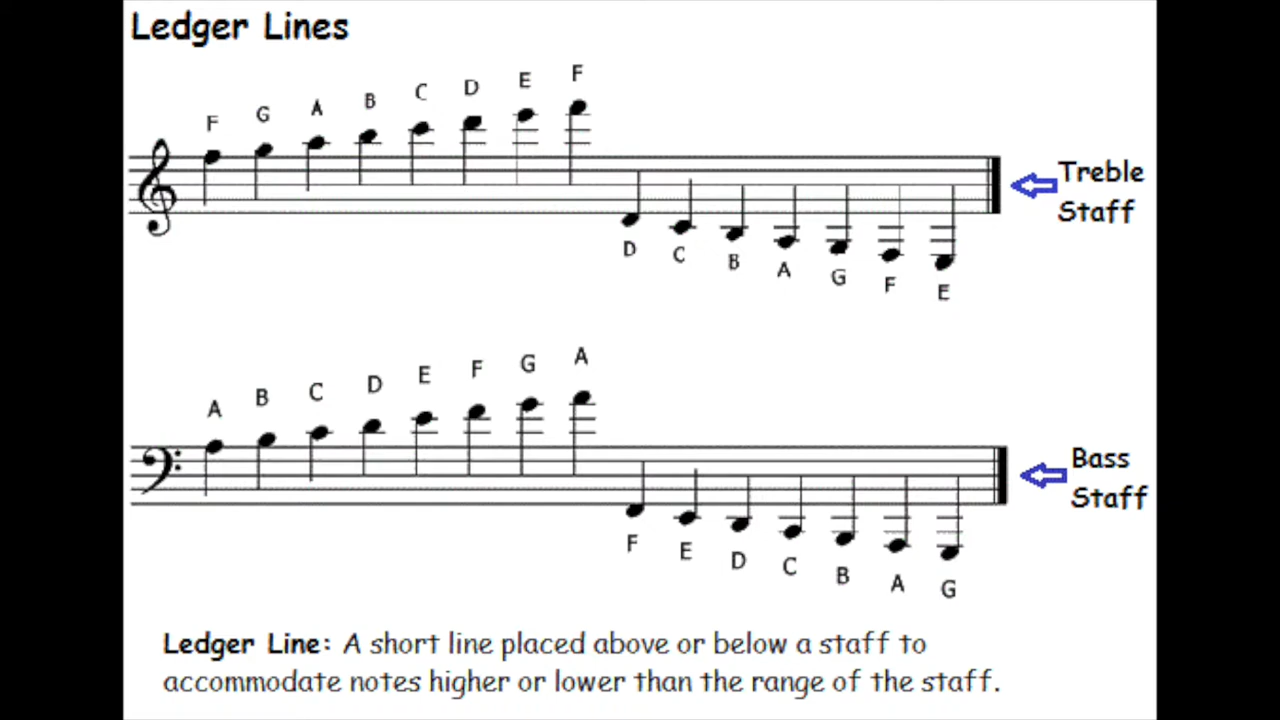 Ledger Lines
F G A B C D E F
Treble
Staff
D C B A G F E
A B C D E F G A
Bass
Staff
F E D C B A G
Ledger Line: A short line placed above or below a staff to
accommodate notes higher or lower than the range of the staff.